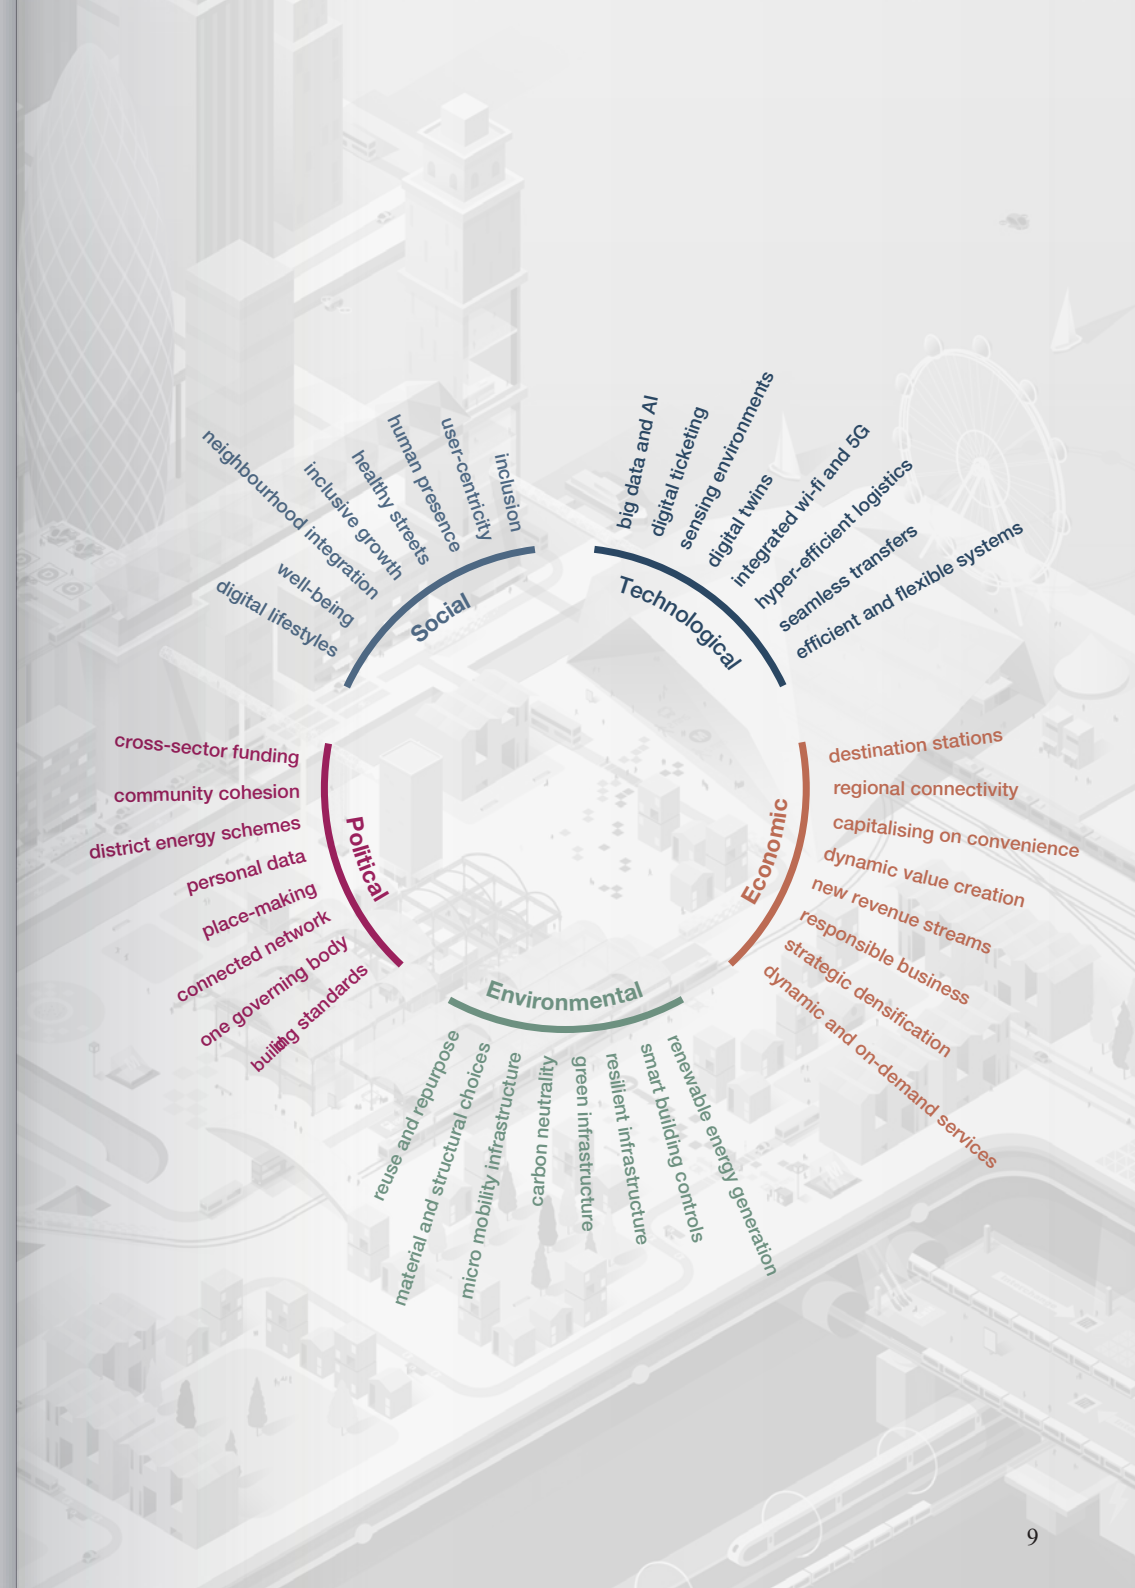 Social
digital lifestyles
well-being
neighbourhood integration
inclusive growth
healthy streets
human presence
user-centricity
inclusion
Technological
big data and AI
digital ticketing
sensing environments
digital twins
integrated wi-fi and 5G
hyper-efficient logistics
seamless transfers
efficient and flexible systems
Economic
destination stations
regional connectivity
capitalising on convenience
dynamic value creation
new revenue streams
responsible business
strategic densification
dynamic and on-demand services
Environmental
renewable energy generation
smart building controls
resilient infrastructure
green infrastructure
carbon neutrality
micro mobility infrastructure
material and structural choices
reuse and repurpose
Political
cross-sector funding
community cohesion
district energy schemes
personal data
place-making
connected network
one governing body
building standards
9